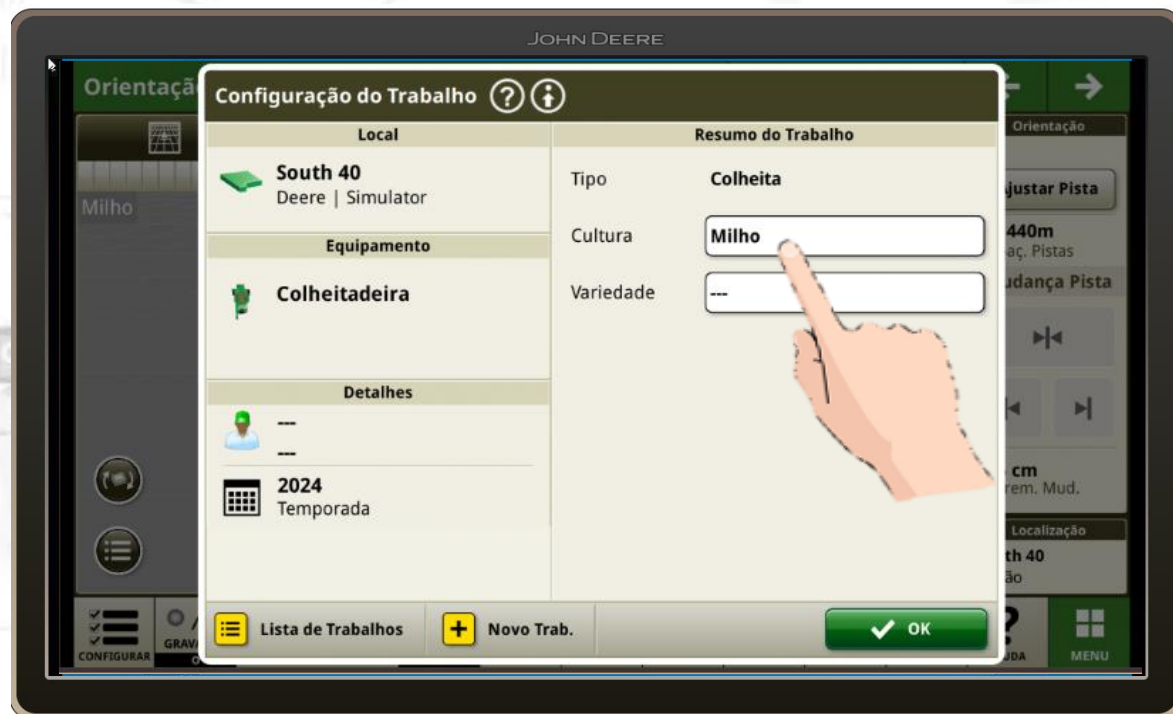 JOHN DEERE
Orientaçã
Configuração do Trabalho
Local
South 40
Deere | Simulator
Equipamento
Colheitadeira
Detalhes
---
---
2024
Temporada
Resumo do Trabalho
Tipo
Colheita
Cultura
Milho
Variedade
---
Lista de Trabalhos
Novo Trab.
OK
Milho
CONFIGURAR
GRAVA
Orientação
justar Pista
440m
aç. Pistas
udança Pista
cm
rem. Mud.
Localização
th 40
ão
UDA
MENU